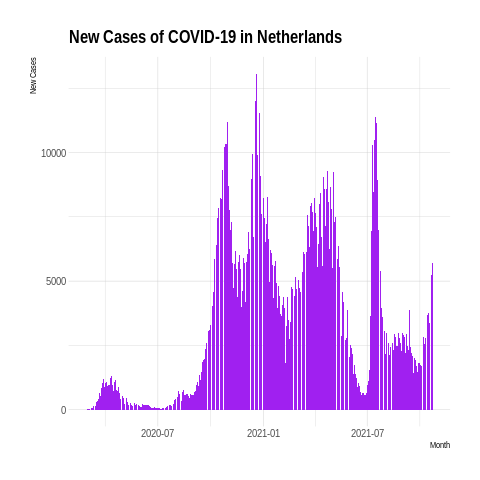 New Cases of COVID-19 in Netherlands
New Cases
10000
5000
0
2020-07
2021-01
2021-07
Month